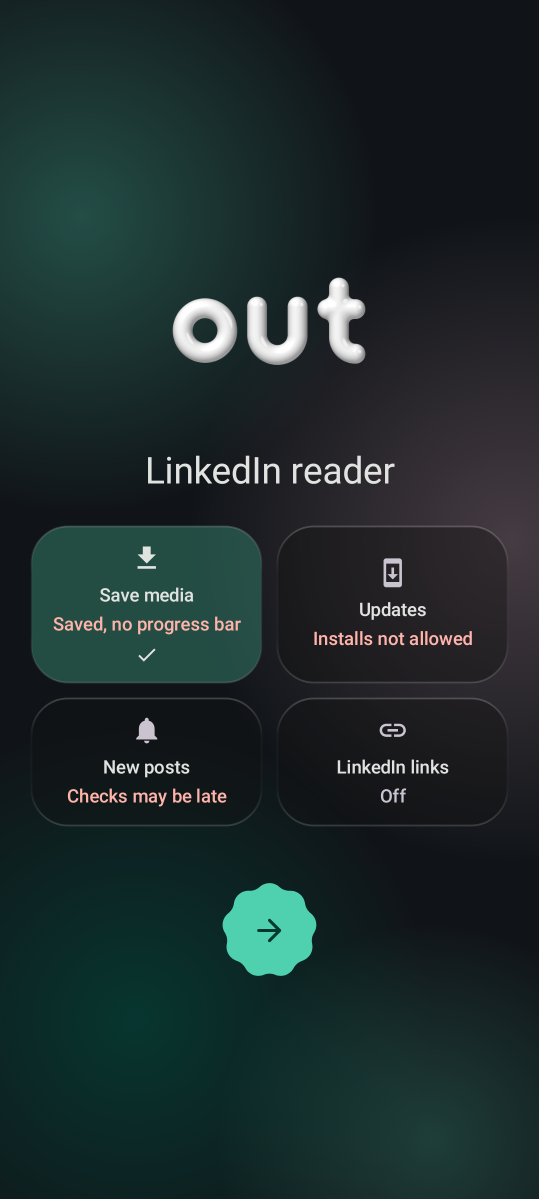 out
LinkedIn reader
Save media
Saved, no progress bar
Updates
Installs not allowed
New posts
Checks may be late
LinkedIn links
Off